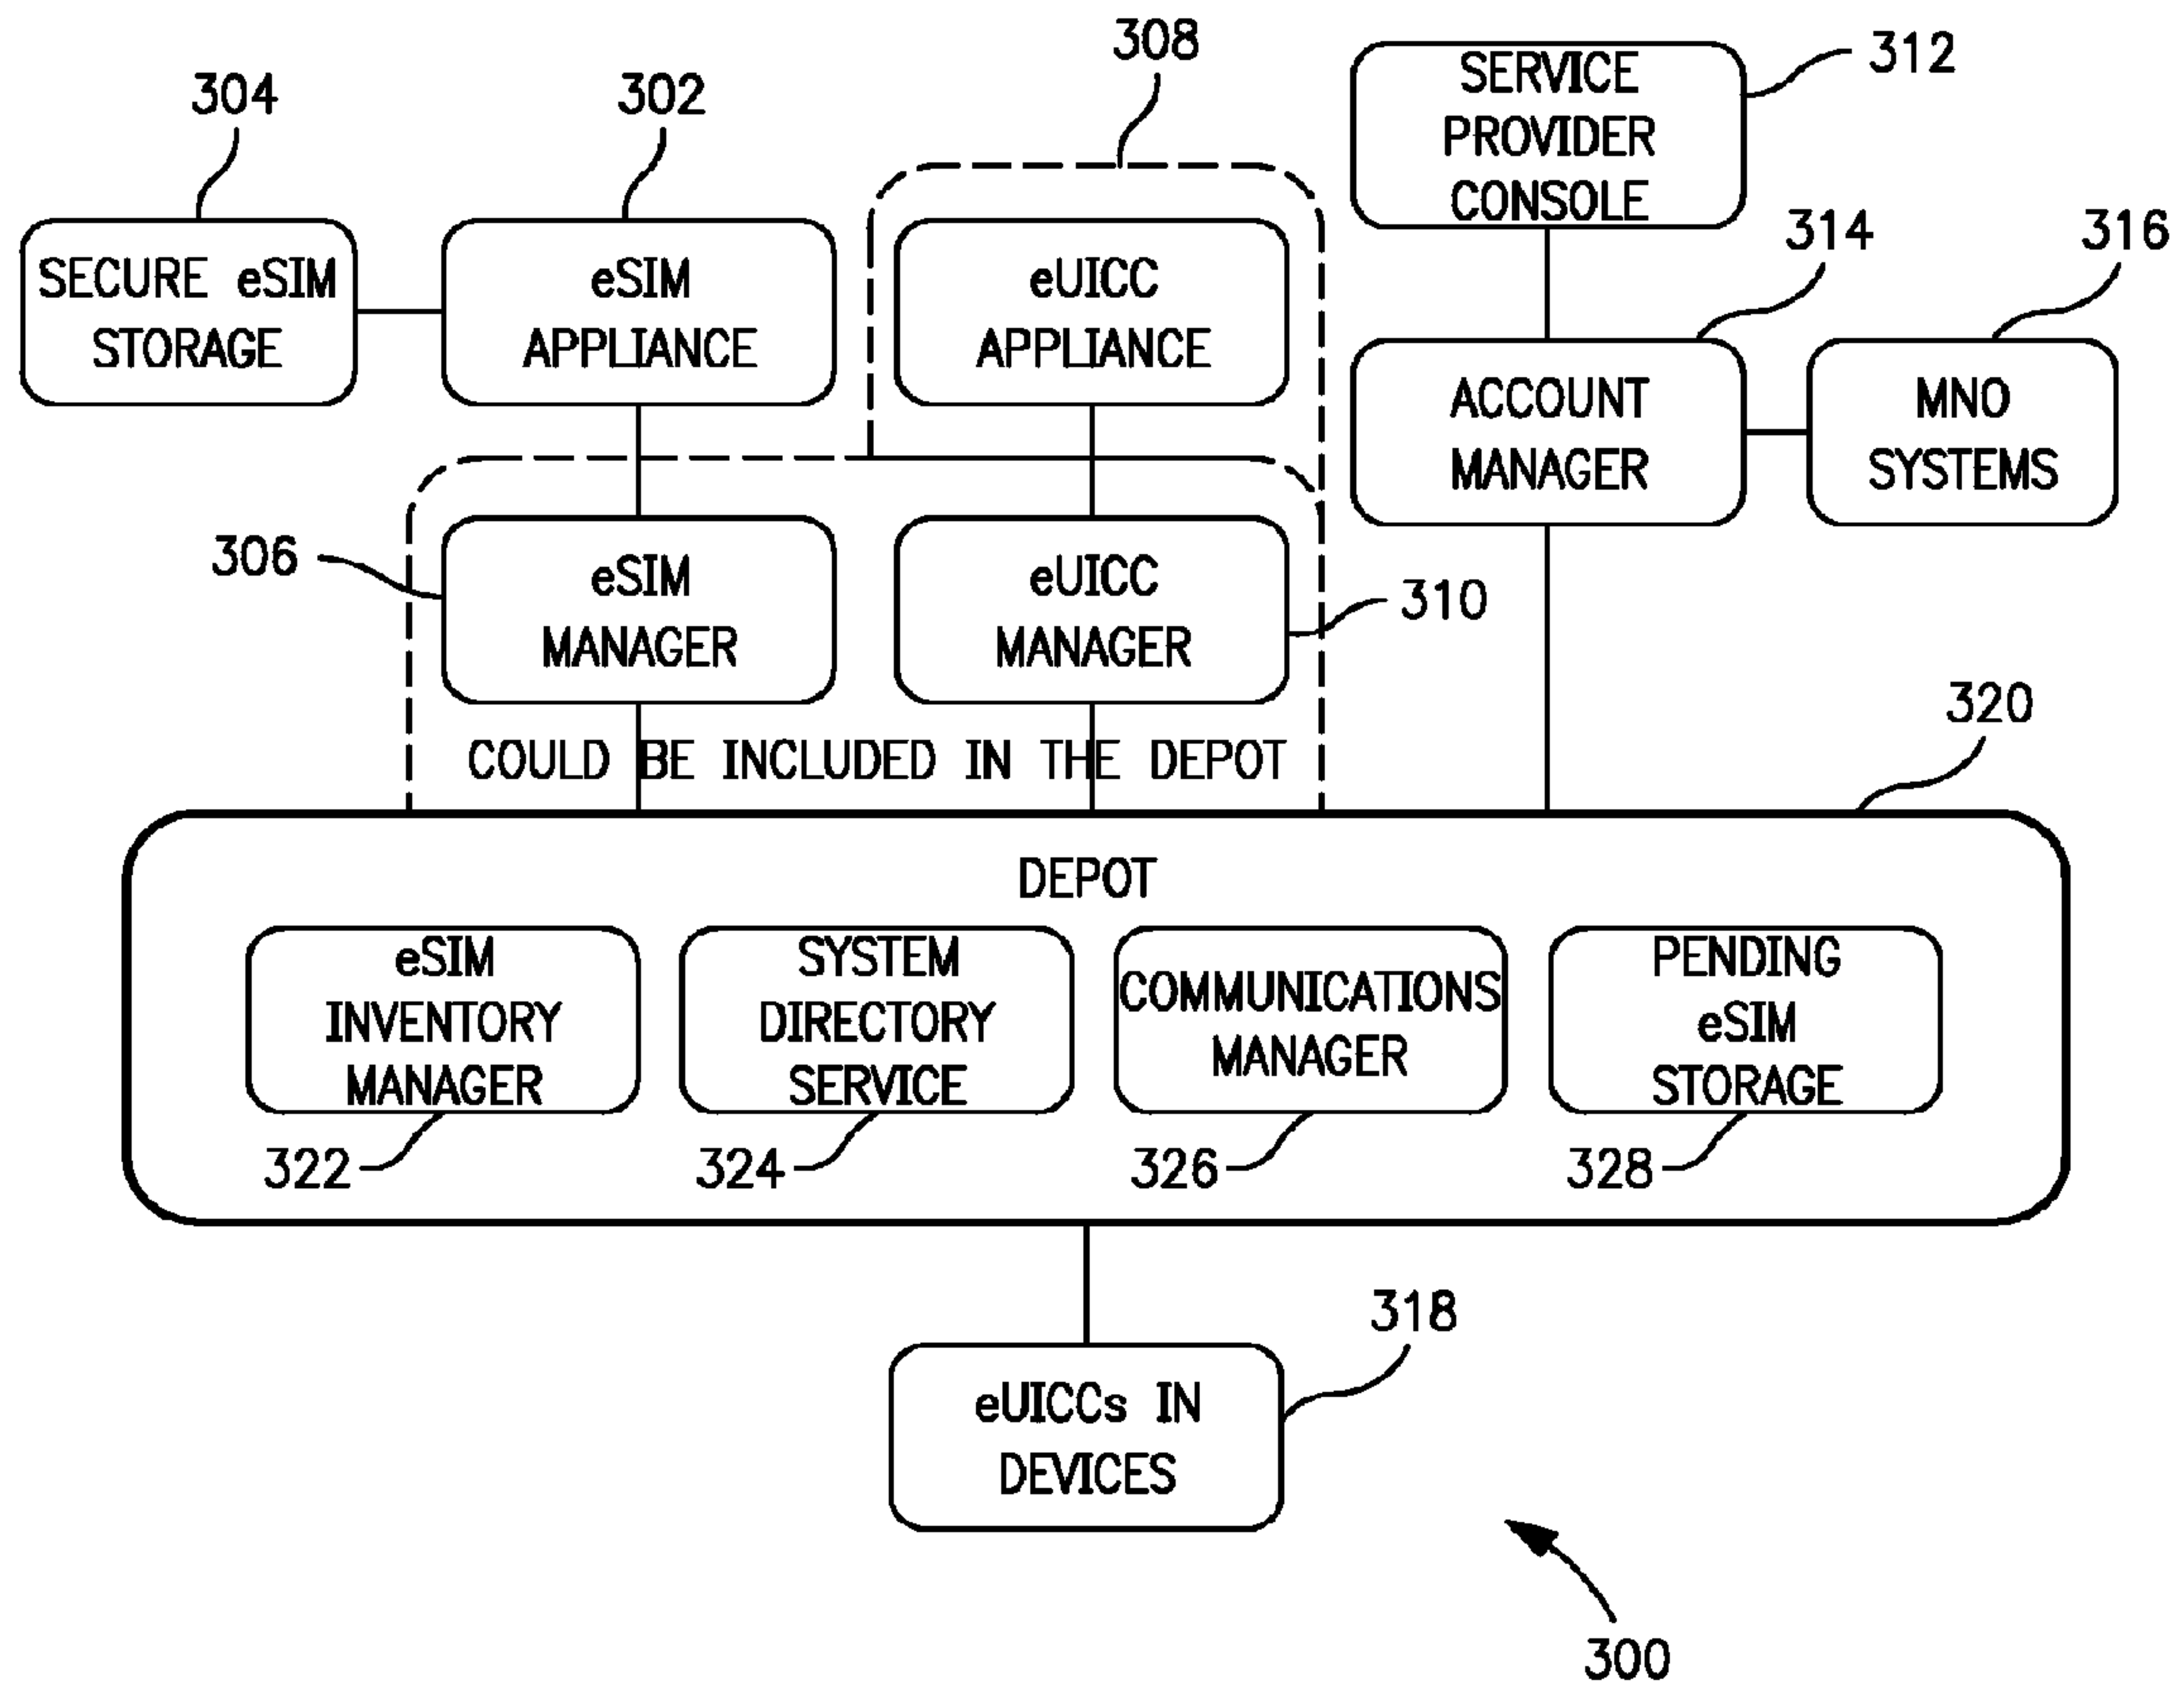 308
312
304
302
SERVICE
PROVIDER
CONSOLE
314
316
SECURE eSIM
STORAGE
eSIM
APPLIANCE
eUICC
APPLIANCE
ACCOUNT
MANAGER
MNO
SYSTEMS
306
eSIM
MANAGER
eUICC
MANAGER
310
320
COULD BE INCLUDED IN THE DEPOT
DEPOT
eSIM
INVENTORY
MANAGER
SYSTEM
DIRECTORY
SERVICE
COMMUNICATIONS
MANAGER
PENDING
eSIM
STORAGE
322
324
326
328
318
eUICCs IN
DEVICES
300